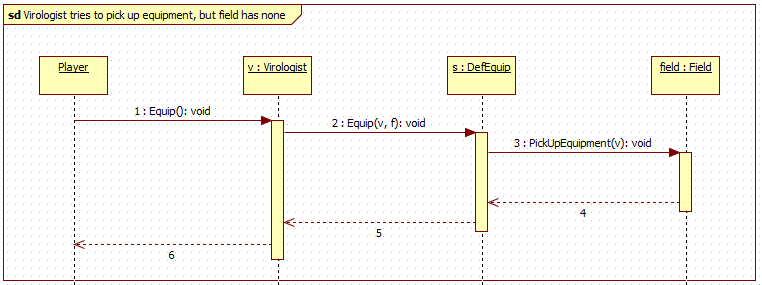 sd Virologist tries to pick up equipment, but field has none
Player
v : Virologist
s : DefEquip
field : Field
1 : Equip(): void
2 : Equip(v, f): void
3 : PickUpEquipment(v): void
4
5
6